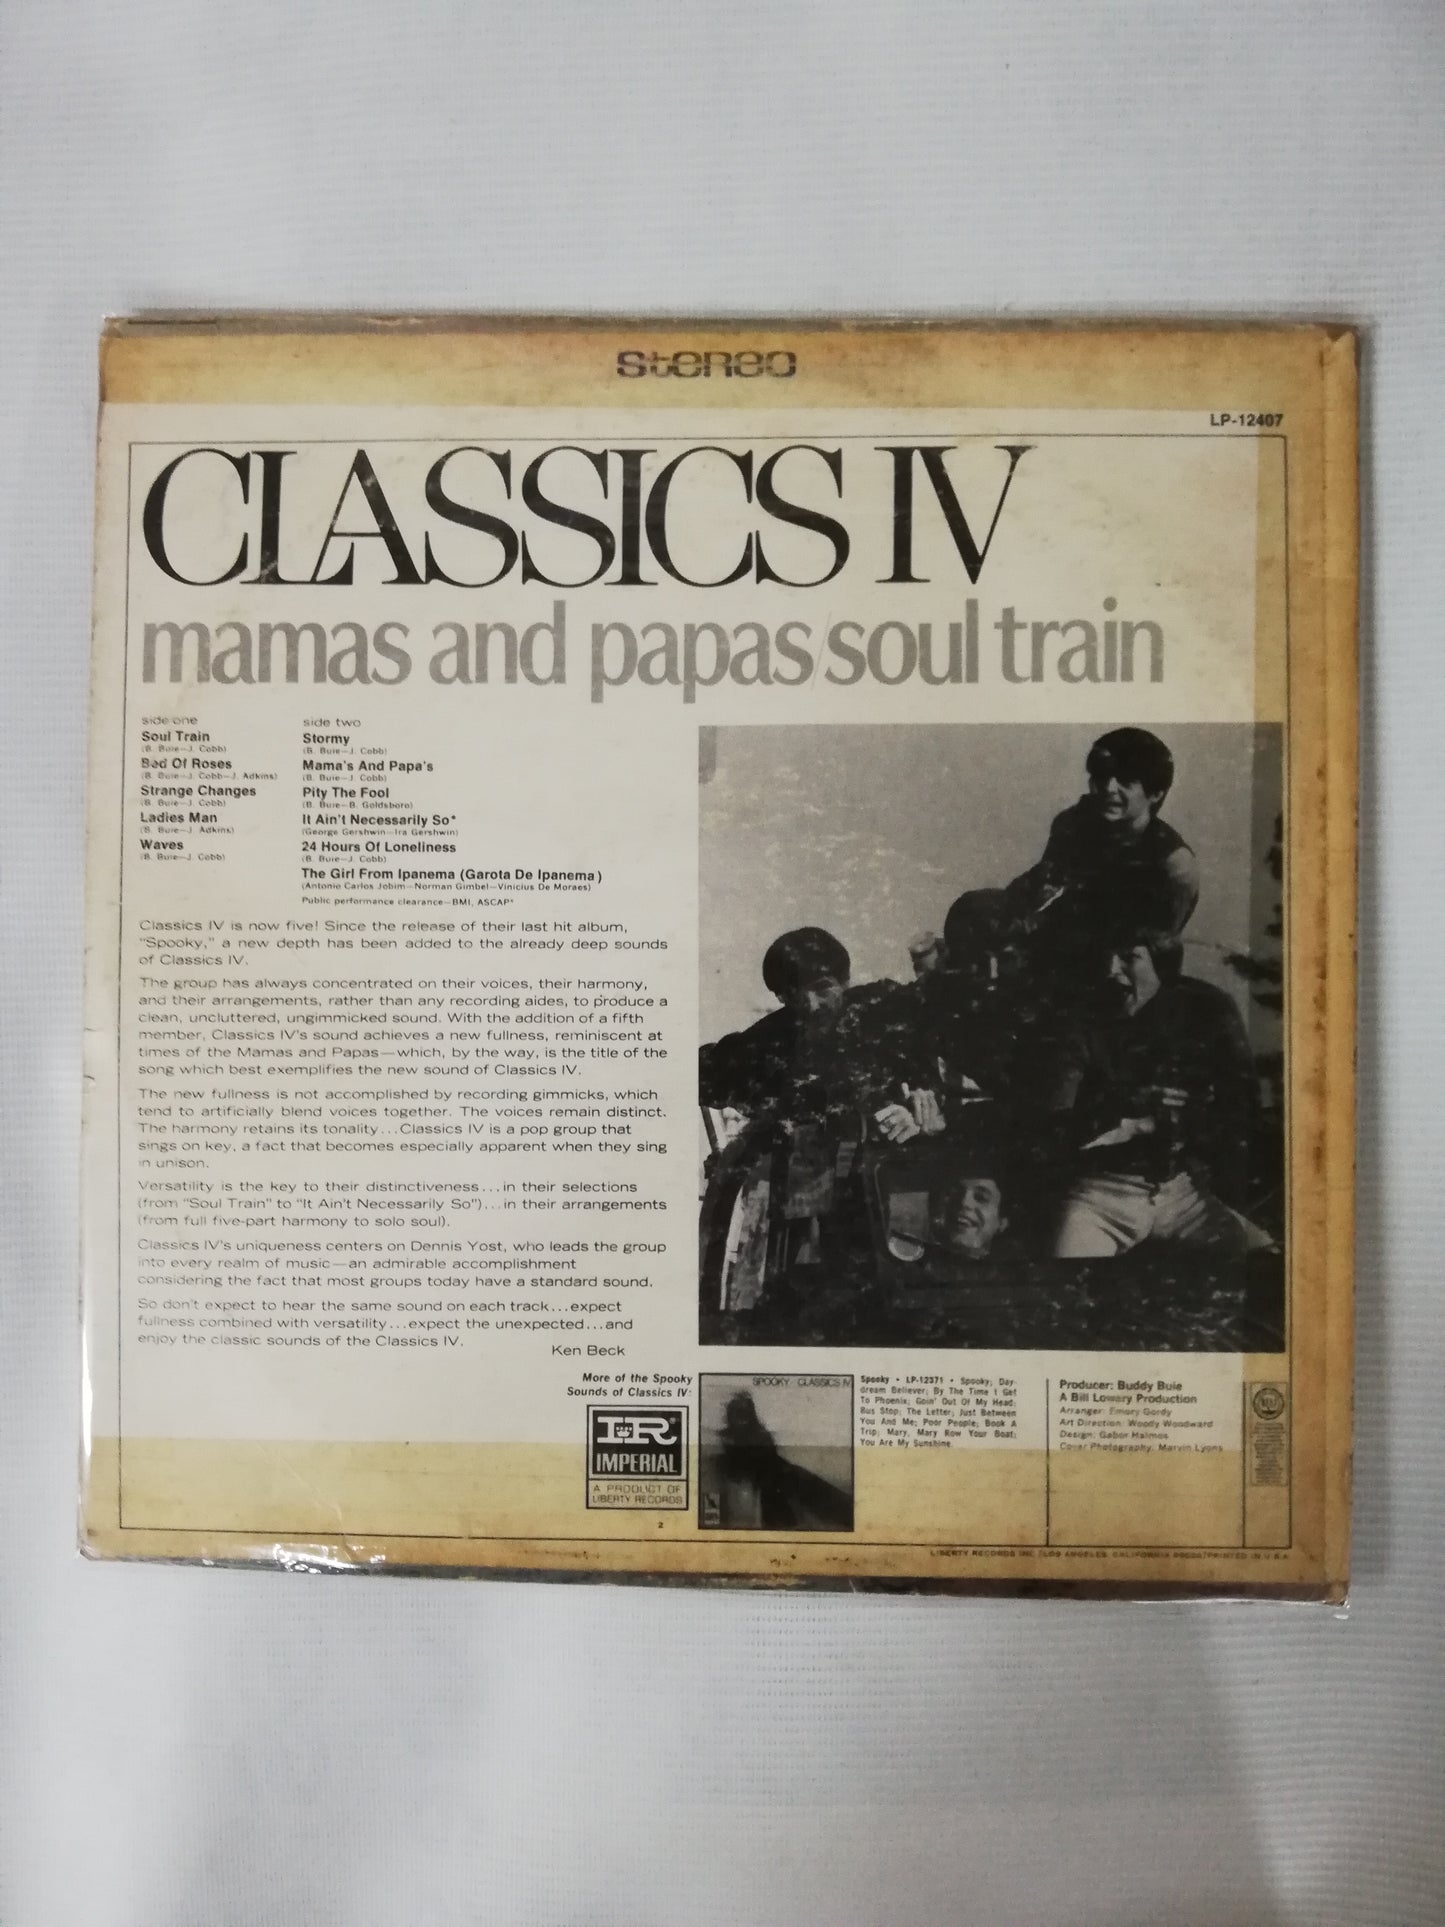 stereo
LP-12407
CLASSICS IV
mamas and papas/soul train
side one
Soul Train
(B. Buie—J. Cobb)
Bed Of Roses
(B. Buie—J. Cobb—J. Adkins)
Strange Changes
(B. Buie—J. Cobb)
Ladies Man
(B. Buie—J. Adkins)
Waves
(B. Buie—J. Cobb)
side two
Stormy
(B. Buie—J. Cobb)
Mama's And Papa's
(B. Buie—J. Cobb)
Pity The Fool
(B. Buie—B. Goldsboro)
It Ain't Necessarily So*
(George Gershwin—Ira Gershwin)
24 Hours Of Loneliness
(B. Buie—J. Cobb)
The Girl From Ipanema (Garota De Ipanema)
(Antonio Carlos Jobim—Norman Gimbel—Vinicius De Moraes)
Public performance clearance—BMI, ASCAP*
Classics IV is now five! Since the release of their last hit album,
"Spooky," a new depth has been added to the already deep sounds
of Classics IV.
The group has always concentrated on their voices, their harmony,
and their arrangements, rather than any recording aides, to produce a
clean, uncluttered, ungimmicked sound. With the addition of a fifth
member, Classics IV's sound achieves a new fullness, reminiscent at
times of the Mamas and Papas—which, by the way, is the title of the
song which best exemplifies the new sound of Classics IV.
The new fullness is not accomplished by recording gimmicks, which
tend to artificially blend voices together. The voices remain distinct.
The harmony retains its tonality...Classics IV is a pop group that
sings on key, a fact that becomes especially apparent when they sing
in unison.
Versatility is the key to their distinctiveness...in their selections
(from "Soul Train" to "It Ain't Necessarily So")...in their arrangements
(from full five-part harmony to solo soul).
Classics IV's uniqueness centers on Dennis Yost, who leads the group
into every realm of music—an admirable accomplishment
considering the fact that most groups today have a standard sound.
So don't expect to hear the same sound on each track...expect
fullness combined with versatility...expect the unexpected...and
enjoy the classic sounds of the Classics IV.
Ken Beck
More of the Spooky
Sounds of Classics IV:
IR
IMPERIAL
A PRODUCT OF
LIBERTY RECORDS
2
SPOOKY CLASSICS IV
Spooky • LP-12371 • Spooky; Day-
dream Believer; By The Time I Get
To Phoenix; Goin' Out Of My Head;
Bus Stop; The Letter; Just Between
You And Me; Poor People; Book A
Trip; Mary, Mary Row Your Boat;
You Are My Sunshine.
Producer: Buddy Buie
A Bill Lowery Production
Arranger: Emory Gordy
Art Direction: Woody Woodward
Design: Gabor Halmos
Cover Photography: Marvin Lyons
LIBERTY RECORDS INC. /LOS ANGELES, CALIFORNIA 90028/PRINTED IN U.S.A.